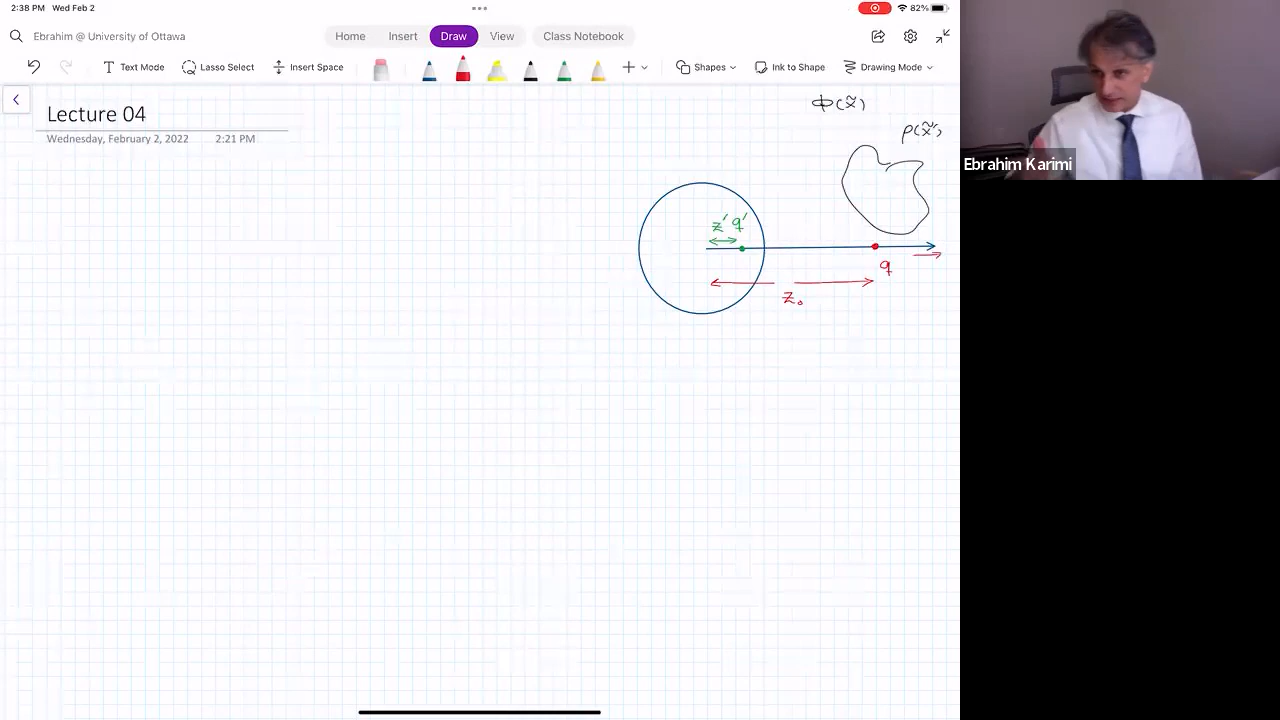 2:38 PM Wed Feb 2
82%
Ebrahim @ University of Ottawa
Home Insert Draw View Class Notebook
Text Mode Lasso Select Insert Space Shapes Ink to Shape Drawing Mode
Lecture 04
Wednesday, February 2, 2022 2:21 PM
Φ(x̃)
ρ(x̃')
z' q'
q
z₀
Ebrahim Karimi